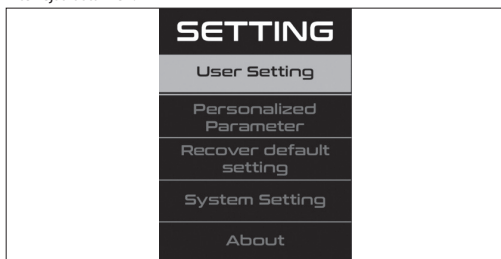 SETTING
User Setting
Personalized
Parameter
Recover default
setting
System Setting
About